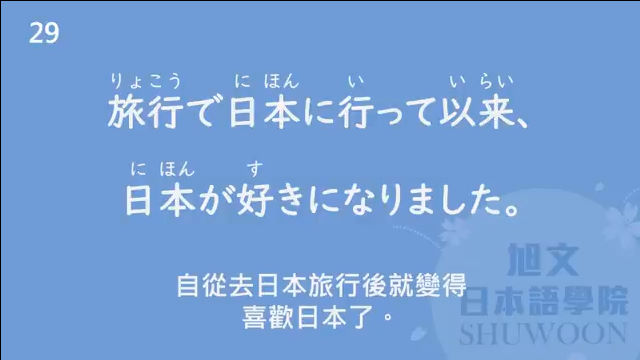 29
りょこう に ほん い い らい
旅行で日本に行って以来、
に ほん す
日本が好きになりました。
自從去日本旅行後就變得
喜歡日本了。
旭文
日本語學院
SHUWOON